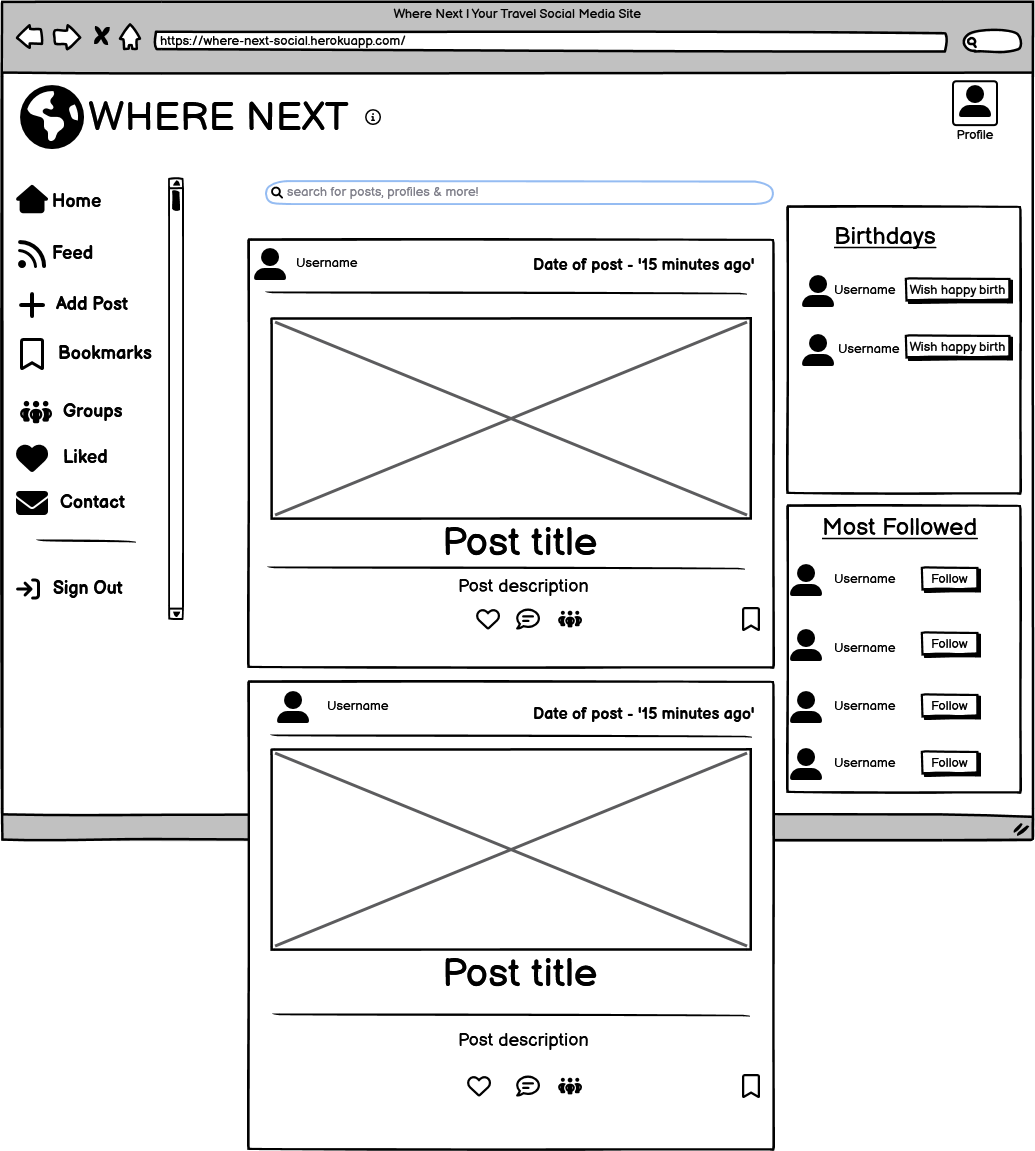 Where Next | Your Travel Social Media Site
https://where-next-social.herokuapp.com/
WHERE NEXT
Profile
Home
Feed
Add Post
Bookmarks
Groups
Liked
Contact
Sign Out
search for posts, profiles & more!
Username
Date of post - '15 minutes ago'
Post title
Post description
Username
Date of post - '15 minutes ago'
Post title
Post description
Birthdays
Username Wish happy birth
Username Wish happy birth
Most Followed
Username Follow
Username Follow
Username Follow
Username Follow